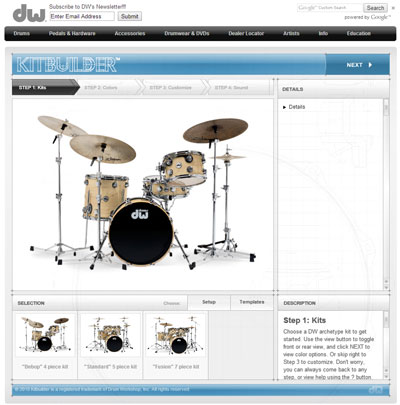 dw
Subscribe to DW's Newsletter!!!
Enter Email Address
Submit
Google™ Custom Search
Search
powered by Google™
Drums Pedals & Hardware Accessories Drumwear & DVDs Dealer Locator Artists Info Education
KITBUILDER™
NEXT
STEP 1: Kits
STEP 2: Colors
STEP 3: Customize
STEP 4: Sound
DETAILS
Details
dw
SELECTION
Choose:
Setup
Templates
DESCRIPTION
"Bebop" 4 piece kit
"Standard" 5 piece kit
"Fusion" 7 piece kit
Step 1: Kits
Choose a DW archetype kit to get
started. Use the view button to toggle
front or rear view, and click NEXT to
view color options. Or skip right to
Step 3 to customize. Don't worry,
you can always come back to any
step, or view help using the ? button
© 2010 Kitbuilder is a registered trademark of Drum Workshop, Inc. All rights reserved.